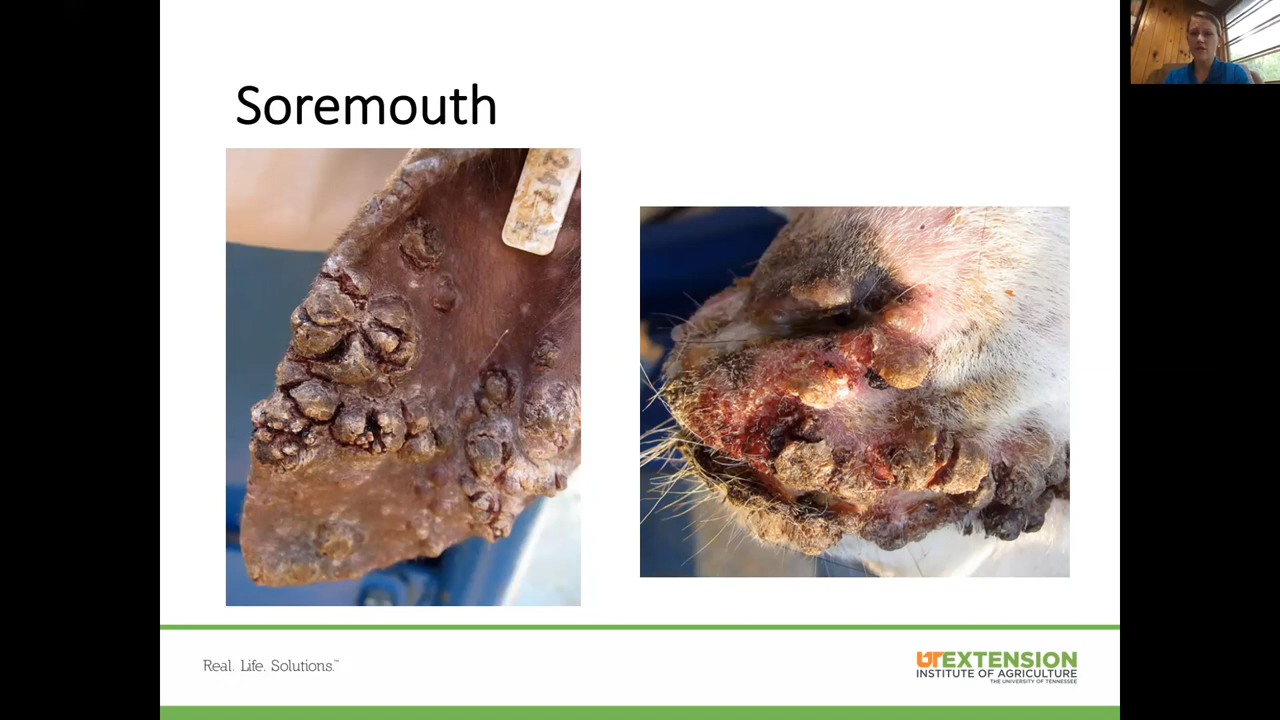 Soremouth
Real. Life. Solutions.™
UTEXTENSION
INSTITUTE OF AGRICULTURE
THE UNIVERSITY OF TENNESSEE